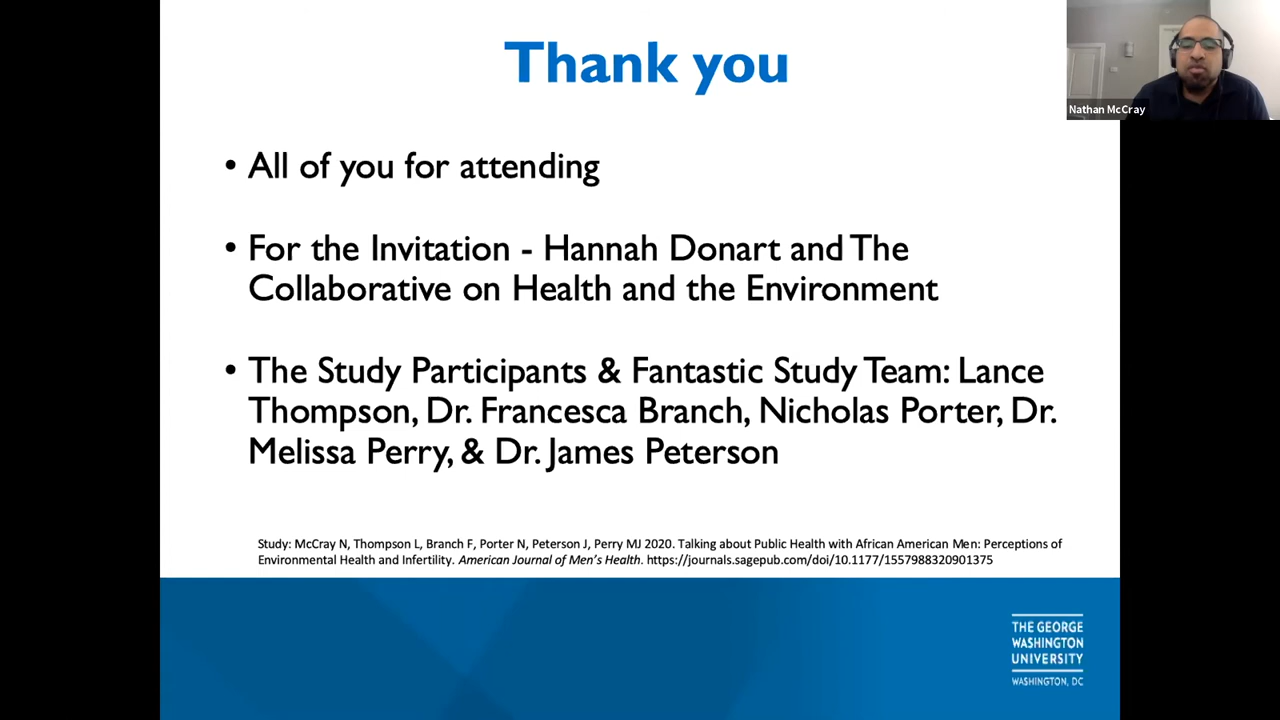 Thank you
Nathan McCray
• All of you for attending
• For the Invitation - Hannah Donart and The
Collaborative on Health and the Environment
• The Study Participants & Fantastic Study Team: Lance
Thompson, Dr. Francesca Branch, Nicholas Porter, Dr.
Melissa Perry, & Dr. James Peterson
Study: McCray N, Thompson L, Branch F, Porter N, Peterson J, Perry MJ 2020. Talking about Public Health with African American Men: Perceptions of
Environmental Health and Infertility. American Journal of Men's Health. https://journals.sagepub.com/doi/10.1177/1557988320901375
THE GEORGE
WASHINGTON
UNIVERSITY
WASHINGTON, DC